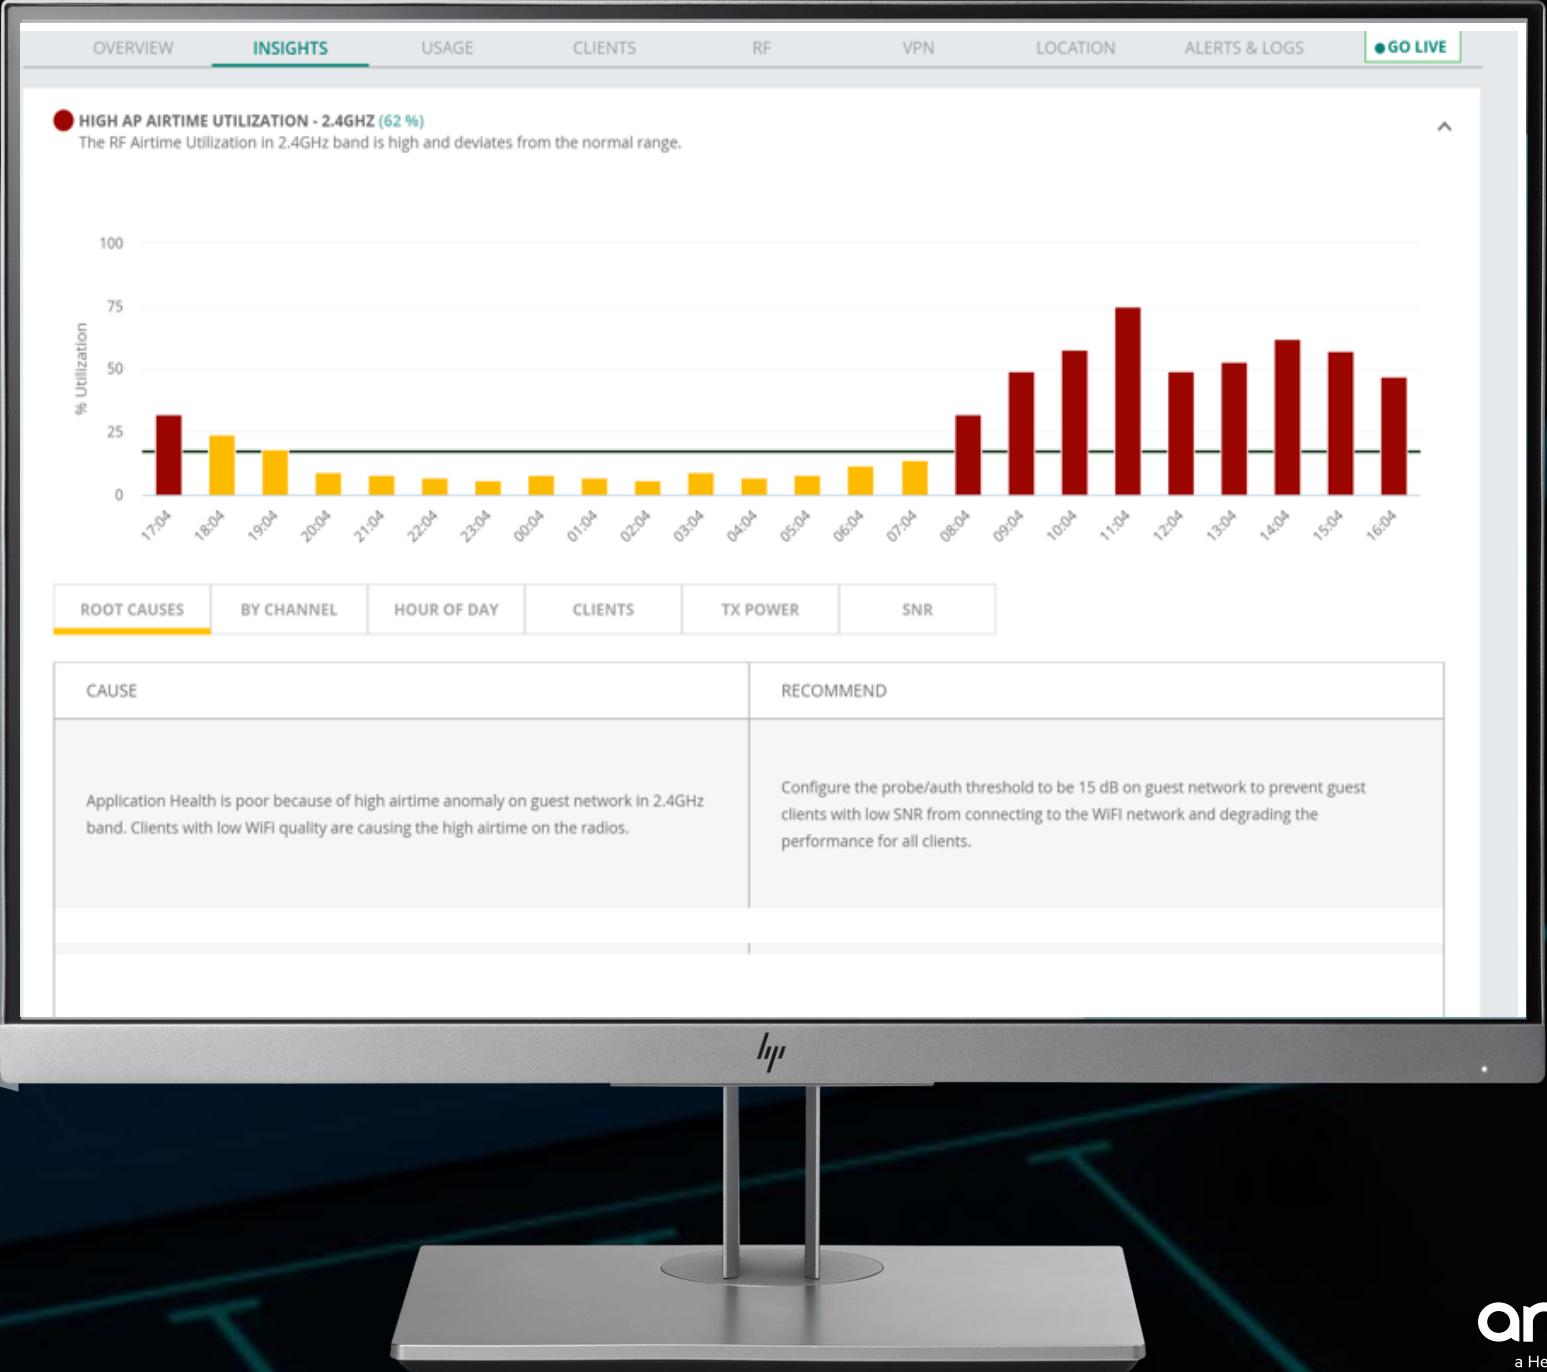 OVERVIEW INSIGHTS USAGE CLIENTS RF VPN LOCATION ALERTS & LOGS GO LIVE
HIGH AP AIRTIME UTILIZATION - 2.4GHZ (62 %)
The RF Airtime Utilization in 2.4GHz band is high and deviates from the normal range.
100
75
50
25
0
% Utilization
17:04 18:04 19:04 20:04 21:04 22:04 23:04 00:04 01:04 02:04 03:04 04:04 05:04 06:04 07:04 08:04 09:04 10:04 11:04 12:04 13:04 14:04 15:04 16:04
ROOT CAUSES BY CHANNEL HOUR OF DAY CLIENTS TX POWER SNR
CAUSE
RECOMMEND
Application Health is poor because of high airtime anomaly on guest network in 2.4GHz
band. Clients with low WiFi quality are causing the high airtime on the radios.
Configure the probe/auth threshold to be 15 dB on guest network to prevent guest
clients with low SNR from connecting to the WiFi network and degrading the
performance for all clients.
hp
ar
a He